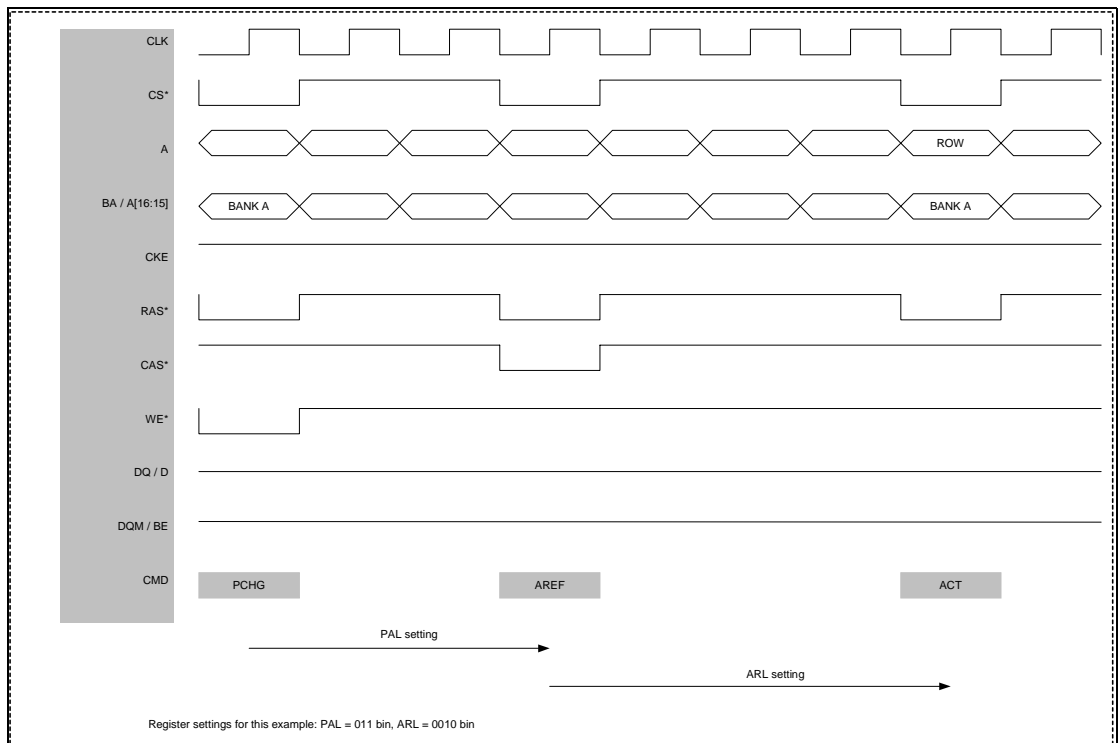 CLK
CS*
A
ROW
BA / A[16:15]
BANK A
BANK A
CKE
RAS*
CAS*
WE*
DQ / D
DQM / BE
CMD
PCHG
AREF
ACT
PAL setting
ARL setting
Register settings for this example: PAL = 011 bin, ARL = 0010 bin